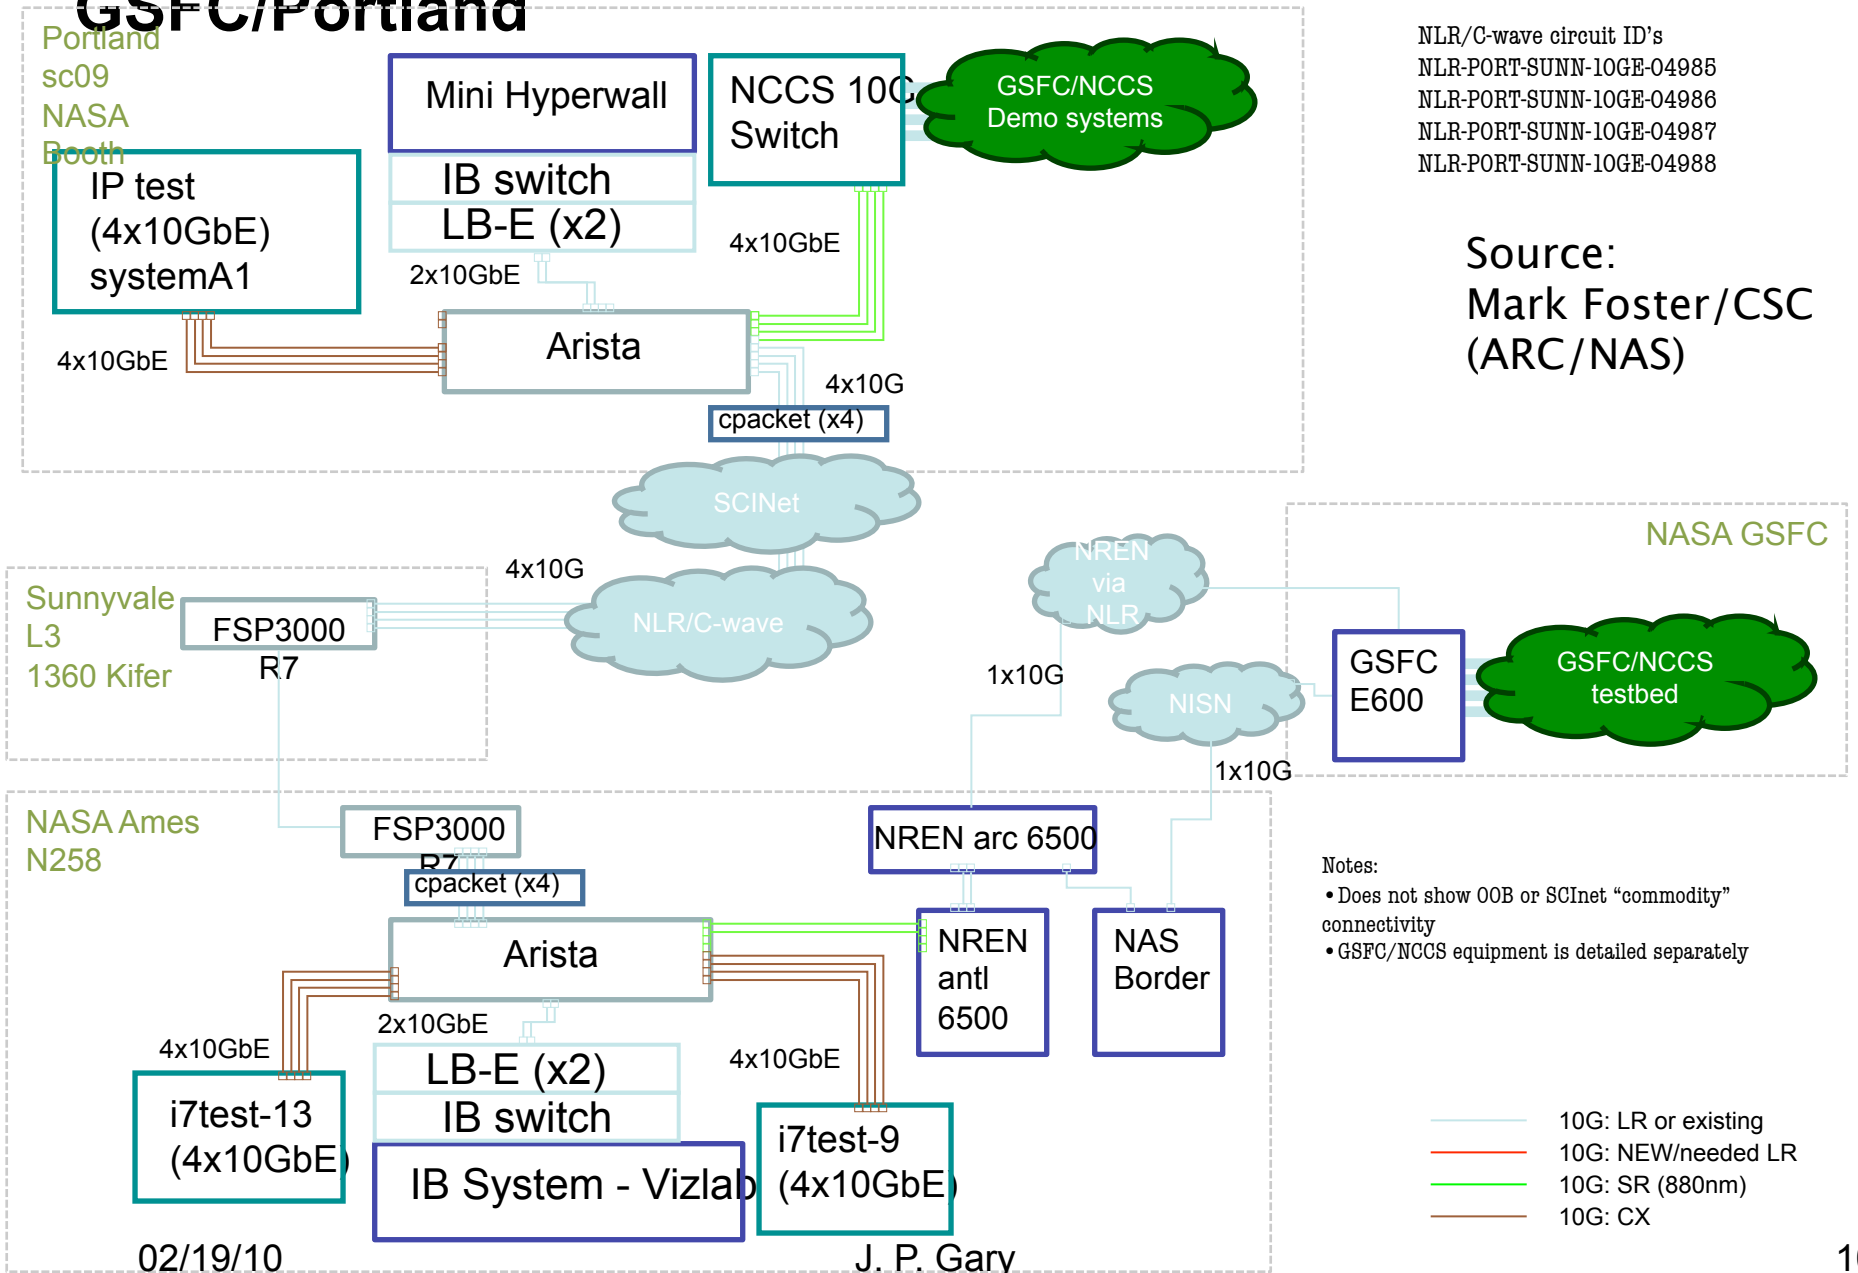 GSFC/Portland
Portland
sc09
NASA
Booth
Mini Hyperwall
IB switch
LB-E (x2)
NCCS 10G
Switch
GSFC/NCCS
Demo systems
IP test
(4x10GbE)
systemA1
4x10GbE
2x10GbE
4x10GbE
Arista
4x10G
cpacket (x4)
NLR/C-wave circuit ID's
NLR-PORT-SUNN-10GE-04985
NLR-PORT-SUNN-10GE-04986
NLR-PORT-SUNN-10GE-04987
NLR-PORT-SUNN-10GE-04988
Source:
Mark Foster/CSC
(ARC/NAS)
SCINet
4x10G
NLR/C-wave
Sunnyvale
L3
1360 Kifer
FSP3000
R7
NREN
via
NLR
1x10G
NISN
1x10G
NASA GSFC
GSFC
E600
GSFC/NCCS
testbed
NASA Ames
N258
FSP3000
R7
cpacket (x4)
Arista
NREN arc 6500
NREN
antl
6500
NAS
Border
4x10GbE
2x10GbE
4x10GbE
LB-E (x2)
IB switch
IB System - Vizlab
i7test-13
(4x10GbE)
i7test-9
(4x10GbE)
Notes:
•Does not show OOB or SCInet “commodity”
connectivity
•GSFC/NCCS equipment is detailed separately
10G: LR or existing
10G: NEW/needed LR
10G: SR (880nm)
10G: CX
02/19/10
J. P. Gary